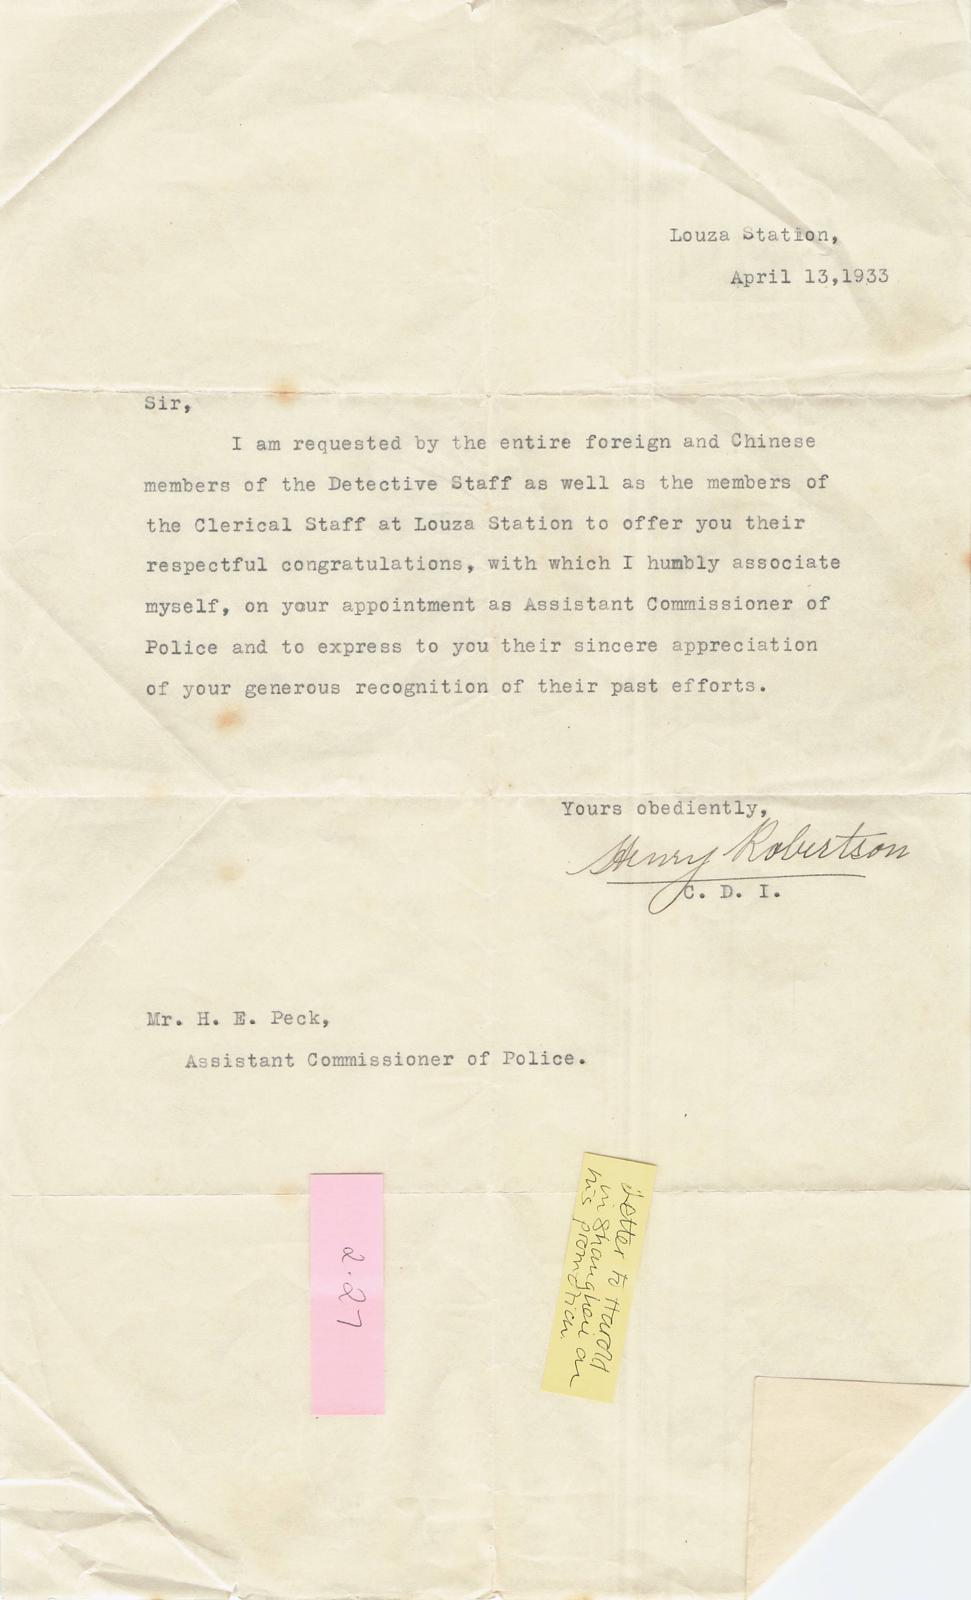 Louza Station,
April 13,1933
Sir,
I am requested by the entire foreign and Chinese
members of the Detective Staff as well as the members of
the Clerical Staff at Louza Station to offer you their
respectful congratulations, with which I humbly associate
myself, on your appointment as Assistant Commissioner of
Police and to express to you their sincere appreciation
of your generous recognition of their past efforts.
Yours obediently,
Henry Robertson
C. D. I.
Mr. H. E. Peck,
Assistant Commissioner of Police.
2.27
Letter to Harold
in Shanghai on
his promotion.